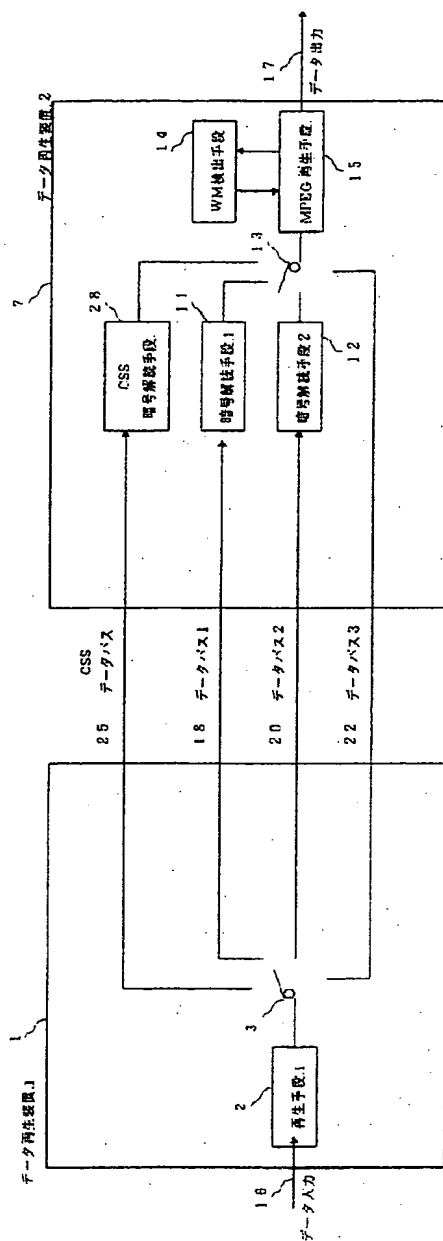 データ再生装置.1
1
データ入力
16
再生手段.1
2
3
CSS
データパス
25
データパス1
18
データパス2
20
データパス3
22
データ再生装置.2
7
CSS
暗号解読手段
28
暗号解読手段.1
11
暗号解読手段2
12
13
WM検出手段
14
MPEG再生手段.
15
17
データ出力